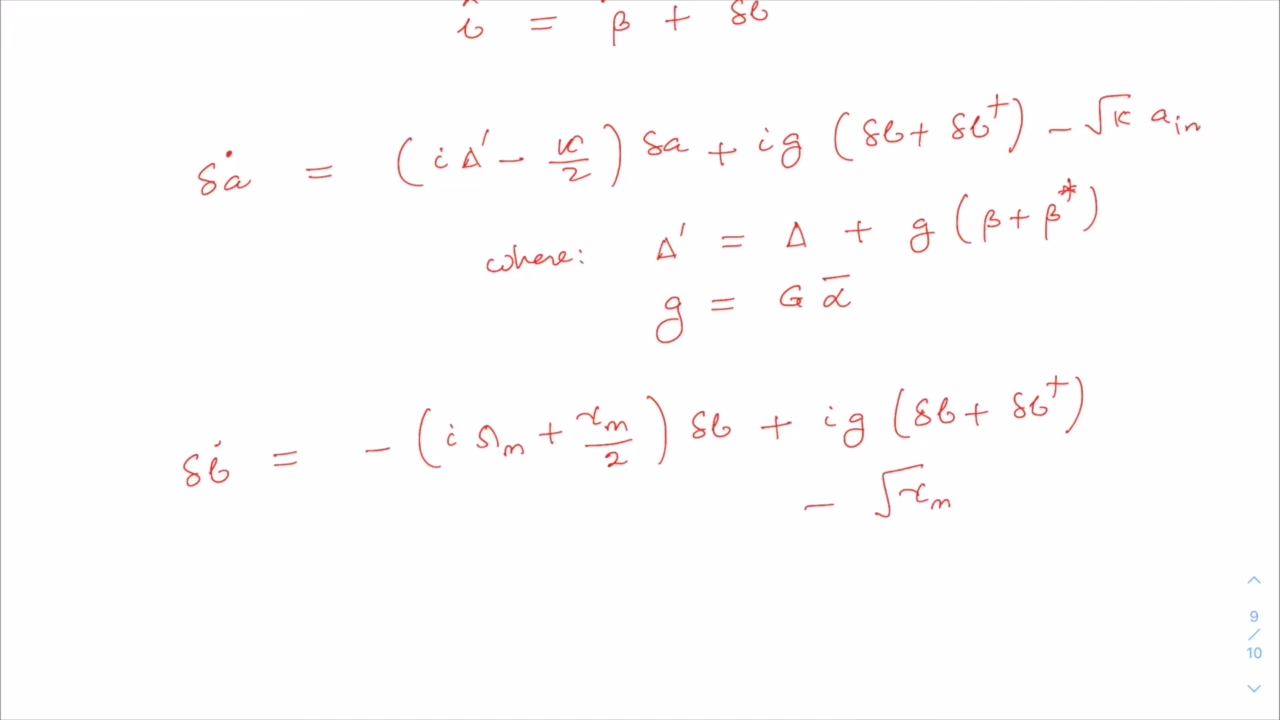 b̂ = β + δb
δȧ = (iΔ' - κ/2) δa + ig (δb + δb†) - √κ a_in
where: Δ' = Δ + g (β + β*)
g = G ᾱ
δḃ = - (iΩ_m + γ_m/2) δb + ig (δb + δb†)
- √γ_m
9
/
10